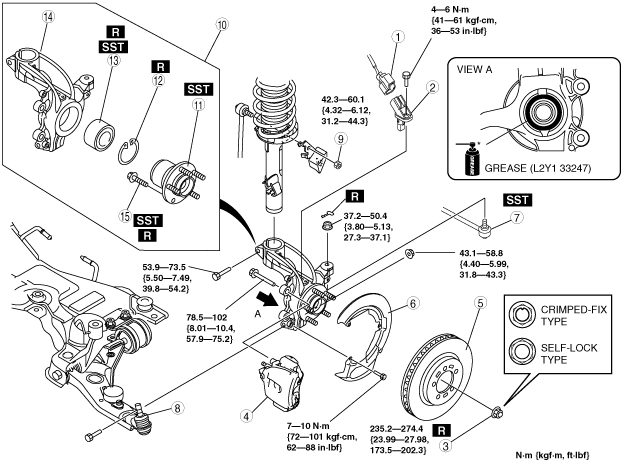 14
R
SST
13
10
R
12
SST
11
15
SST
R
4—6 N·m
{41—61 kgf·cm,
36—53 in·lbf}
1
2
VIEW A
*
GREASE
GREASE (L2Y1 33247)
42.3—60.1
{4.32—6.12,
31.2—44.3}
9
R
37.2—50.4
{3.80—5.13,
27.3—37.1}
SST
7
53.9—73.5
{5.50—7.49,
39.8—54.2}
43.1—58.8
{4.40—5.99,
31.8—43.3}
A
78.5—102
{8.01—10.4,
57.9—75.2}
6
5
CRIMPED-FIX
TYPE
SELF-LOCK
TYPE
8
4
7—10 N·m
{72—101 kgf·cm,
62—88 in·lbf}
235.2—274.4
{23.99—27.98,
173.5—202.3}
R
3
N·m {kgf·m, ft·lbf}